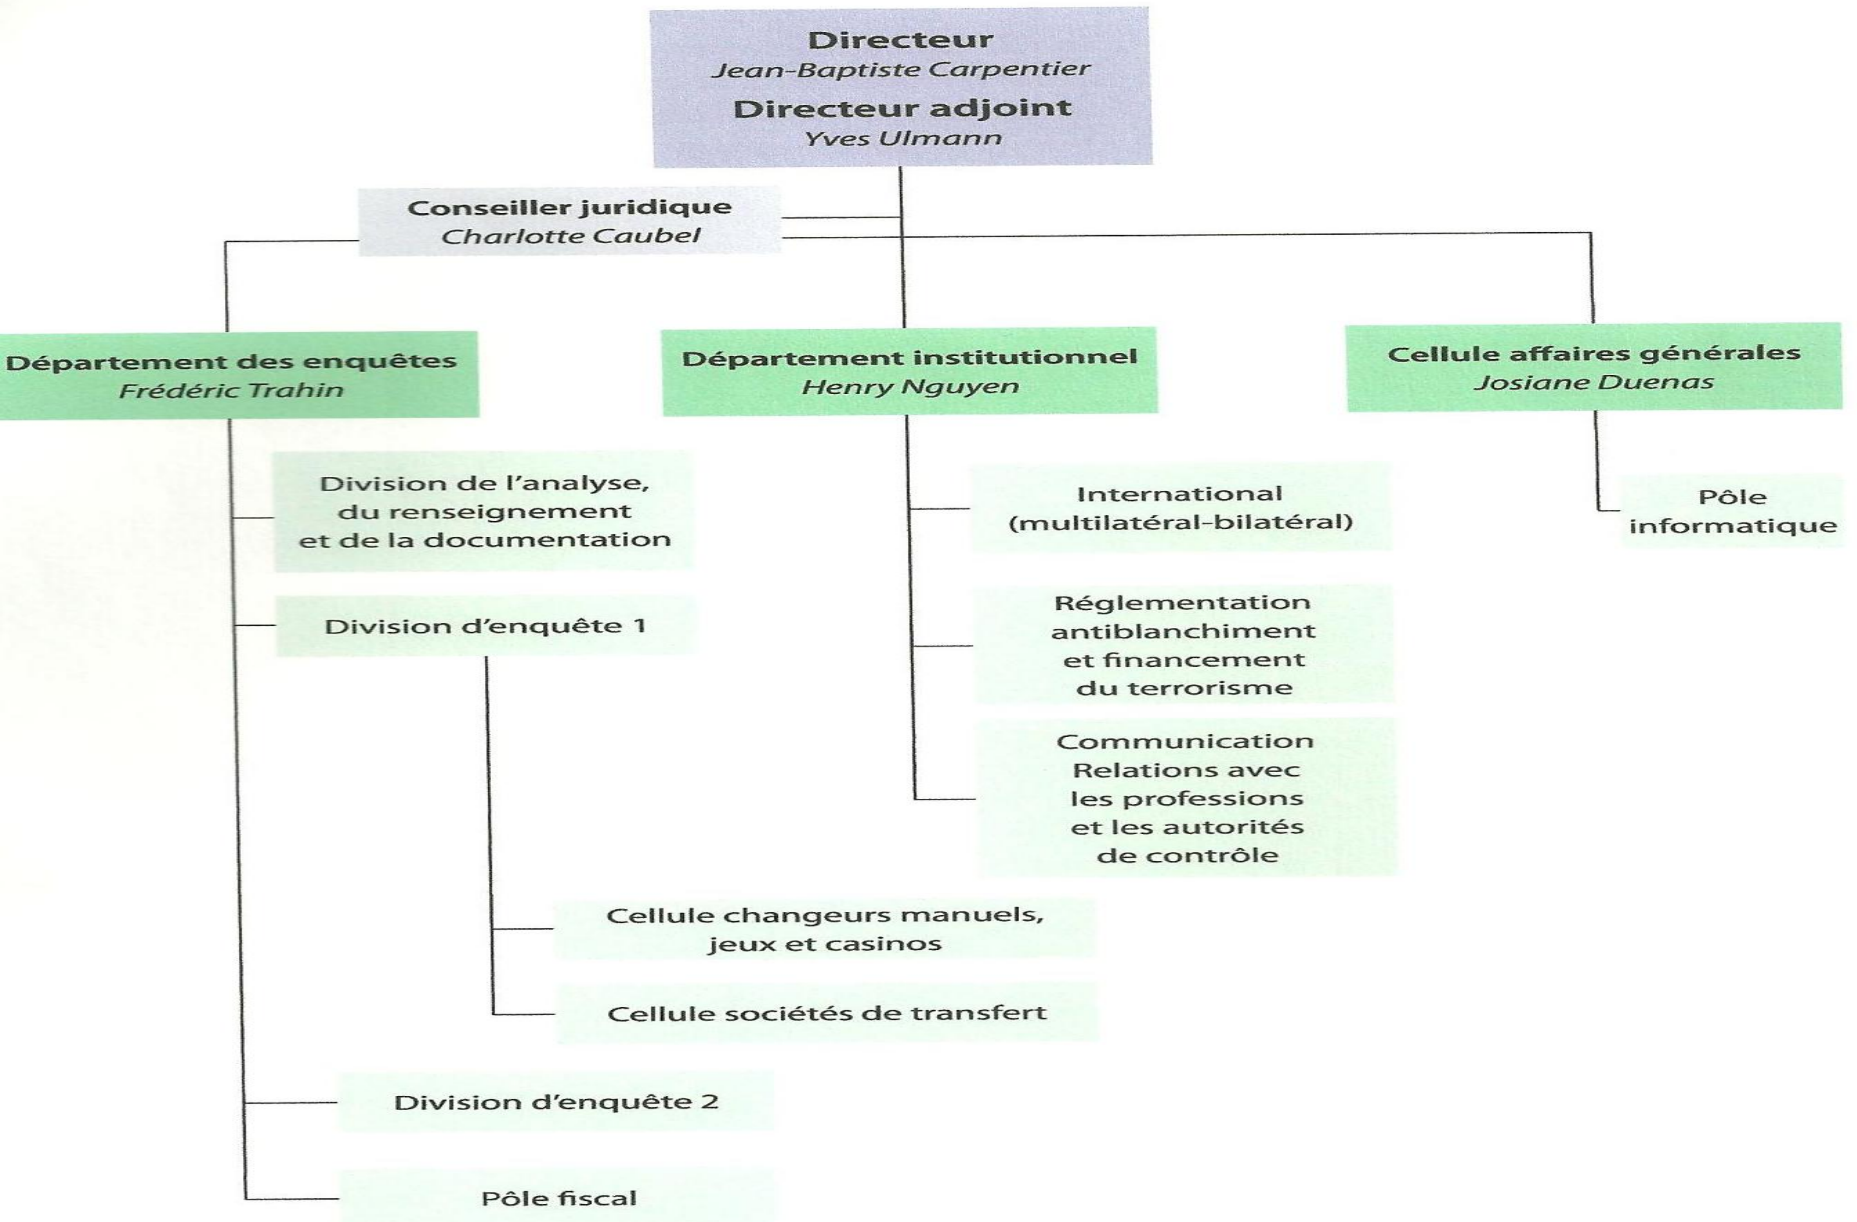 Directeur
Jean-Baptiste Carpentier
Directeur adjoint
Yves Ulmann
Conseiller juridique
Charlotte Caubel
Département des enquêtes
Frédéric Trahin
Département institutionnel
Henry Nguyen
Cellule affaires générales
Josiane Duenas
Division de l'analyse,
du renseignement
et de la documentation
Division d'enquête 1
Cellule changeurs manuels,
jeux et casinos
Cellule sociétés de transfert
Division d'enquête 2
Pôle fiscal
International
(multilatéral-bilatéral)
Réglementation
antiblanchiment
et financement
du terrorisme
Communication
Relations avec
les professions
et les autorités
de contrôle
Pôle
informatique